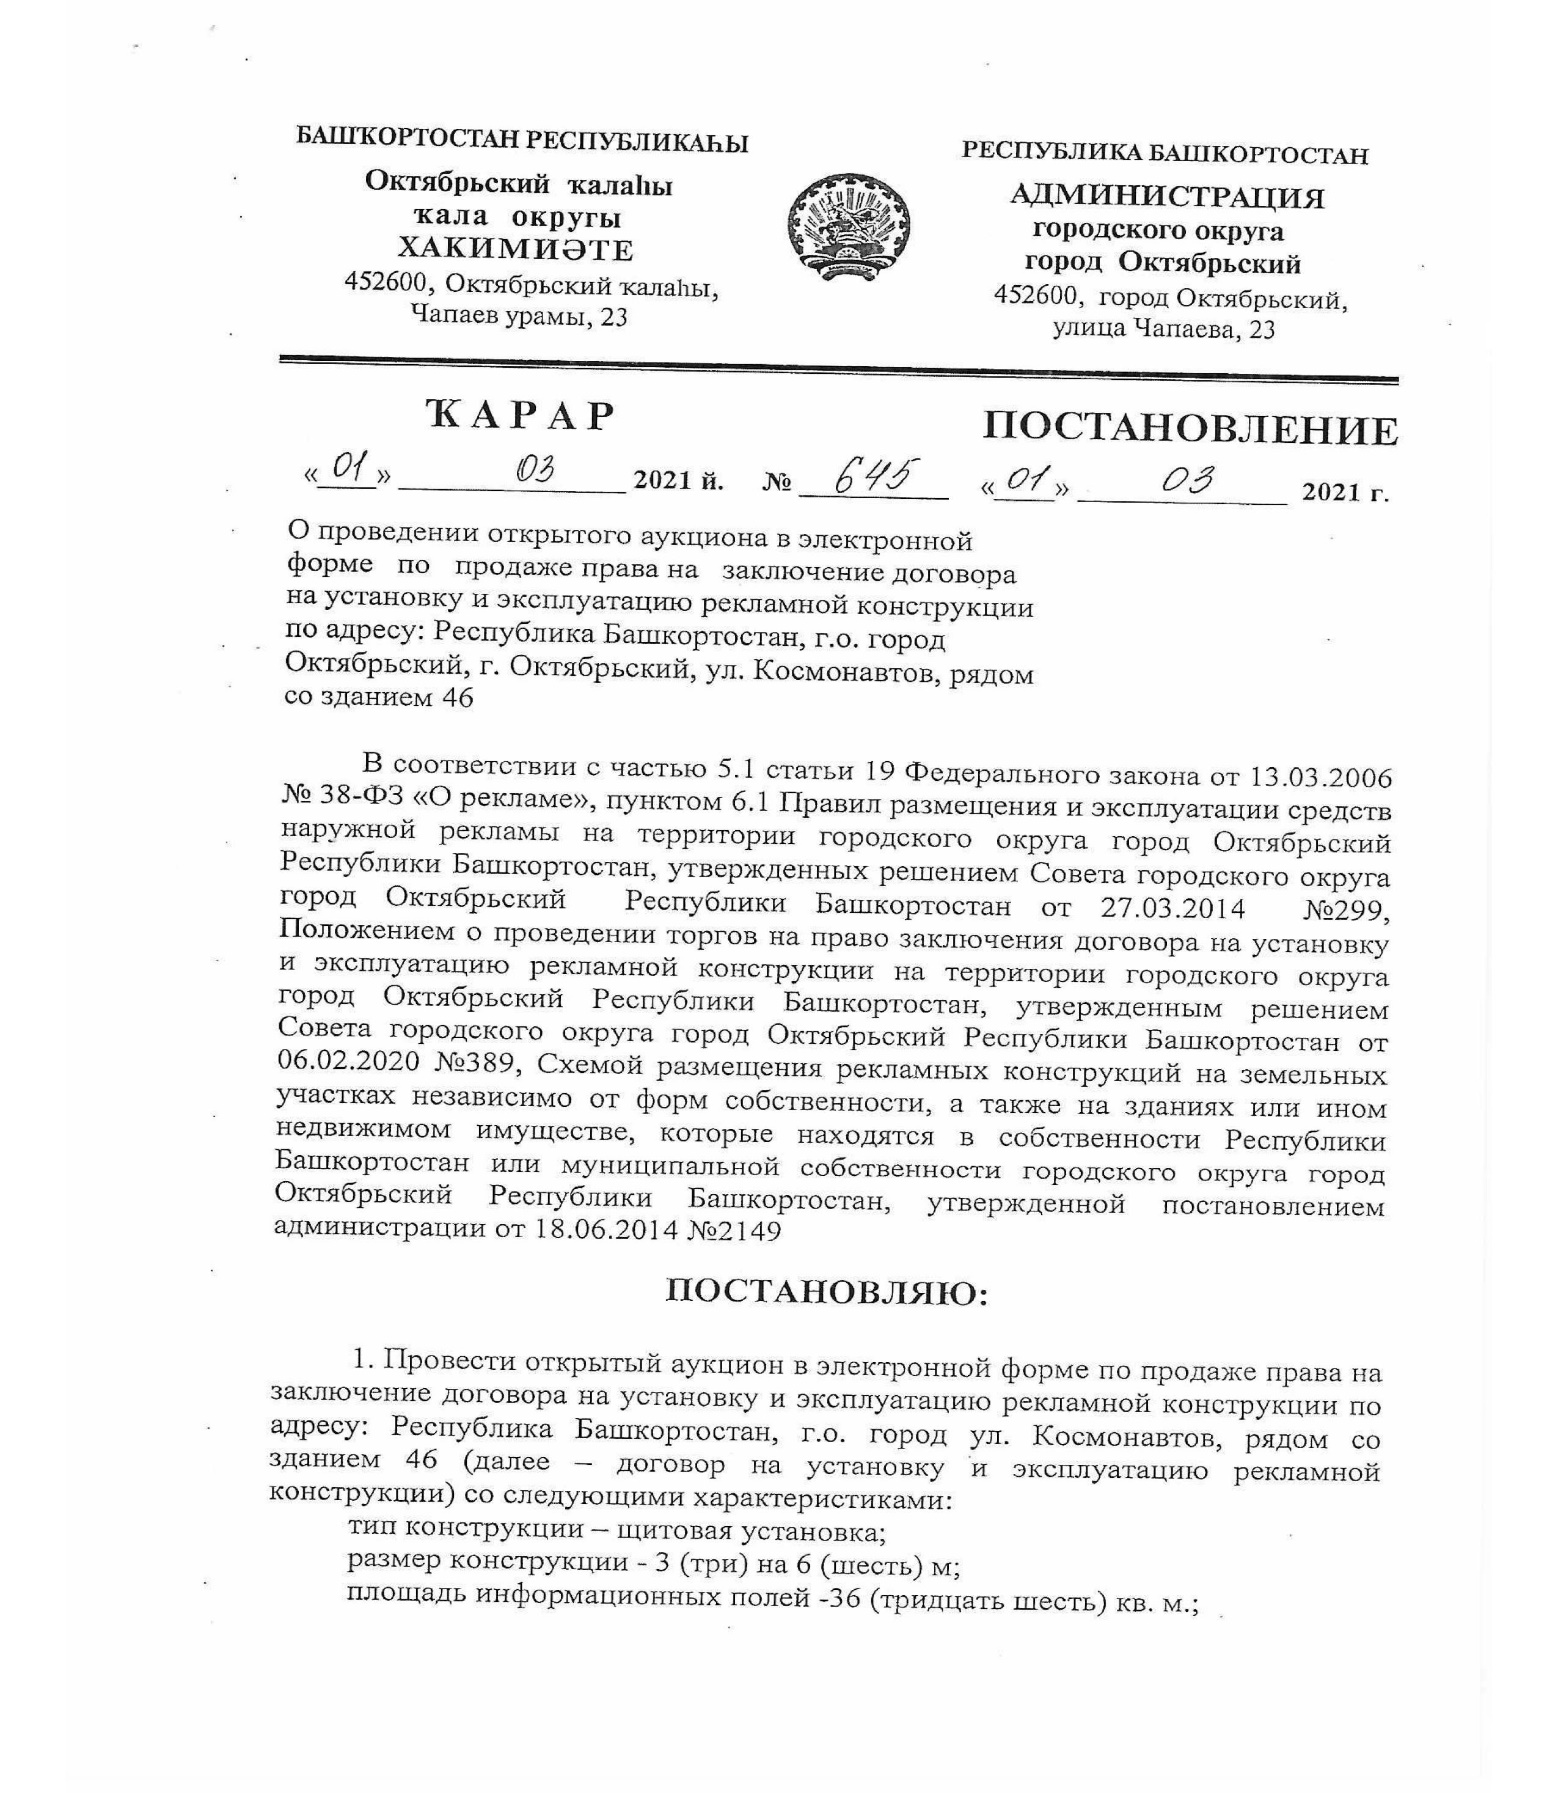 БАШҠОРТОСТАН РЕСПУБЛИКАҺЫ
Октябрьский ҡалаһы
ҡала округы
ХАКИМИӘТЕ
452600, Октябрьский ҡалаһы,
Чапаев урамы, 23
РЕСПУБЛИКА БАШКОРТОСТАН
АДМИНИСТРАЦИЯ
городского округа
город Октябрьский
452600, город Октябрьский,
улица Чапаева, 23
ҠАРАР
ПОСТАНОВЛЕНИЕ
«01» 03 2021 й. № 645 «01» 03 2021 г.
О проведении открытого аукциона в электронной
форме по продаже права на заключение договора
на установку и эксплуатацию рекламной конструкции
по адресу: Республика Башкортостан, г.о. город
Октябрьский, г. Октябрьский, ул. Космонавтов, рядом
со зданием 46
В соответствии с частью 5.1 статьи 19 Федерального закона от 13.03.2006
№ 38-ФЗ «О рекламе», пунктом 6.1 Правил размещения и эксплуатации средств
наружной рекламы на территории городского округа город Октябрьский
Республики Башкортостан, утвержденных решением Совета городского округа
город Октябрьский Республики Башкортостан от 27.03.2014 №299,
Положением о проведении торгов на право заключения договора на установку
и эксплуатацию рекламной конструкции на территории городского округа
город Октябрьский Республики Башкортостан, утвержденным решением
Совета городского округа город Октябрьский Республики Башкортостан от
06.02.2020 №389, Схемой размещения рекламных конструкций на земельных
участках независимо от форм собственности, а также на зданиях или ином
недвижимом имуществе, которые находятся в собственности Республики
Башкортостан или муниципальной собственности городского округа город
Октябрьский Республики Башкортостан, утвержденной постановлением
администрации от 18.06.2014 №2149
ПОСТАНОВЛЯЮ:
1. Провести открытый аукцион в электронной форме по продаже права на
заключение договора на установку и эксплуатацию рекламной конструкции по
адресу: Республика Башкортостан, г.о. город ул. Космонавтов, рядом со
зданием 46 (далее – договор на установку и эксплуатацию рекламной
конструкции) со следующими характеристиками:
тип конструкции – щитовая установка;
размер конструкции - 3 (три) на 6 (шесть) м;
площадь информационных полей -36 (тридцать шесть) кв. м.;